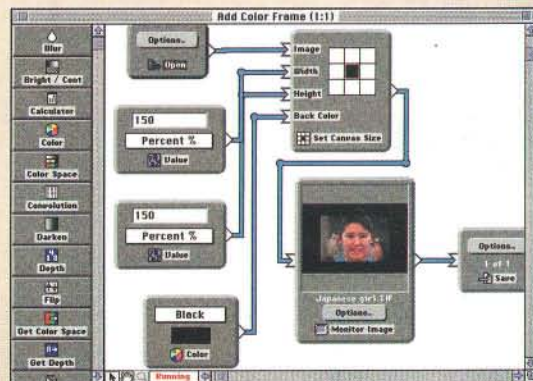 Add Color Frame (1:1)
Blur
Bright / Cont
Calculator
Color
Color Space
Convolution
Darken
Depth
Flip
Get Color Space
Get Depth
Options..
Open
150
Percent %
Value
150
Percent %
Value
Black
Color
Image
Width
Height
Back Color
Set Canvas Size
Japanese girl.TIF
Options..
Monitor Image
Options..
1 of 1
Save
Running